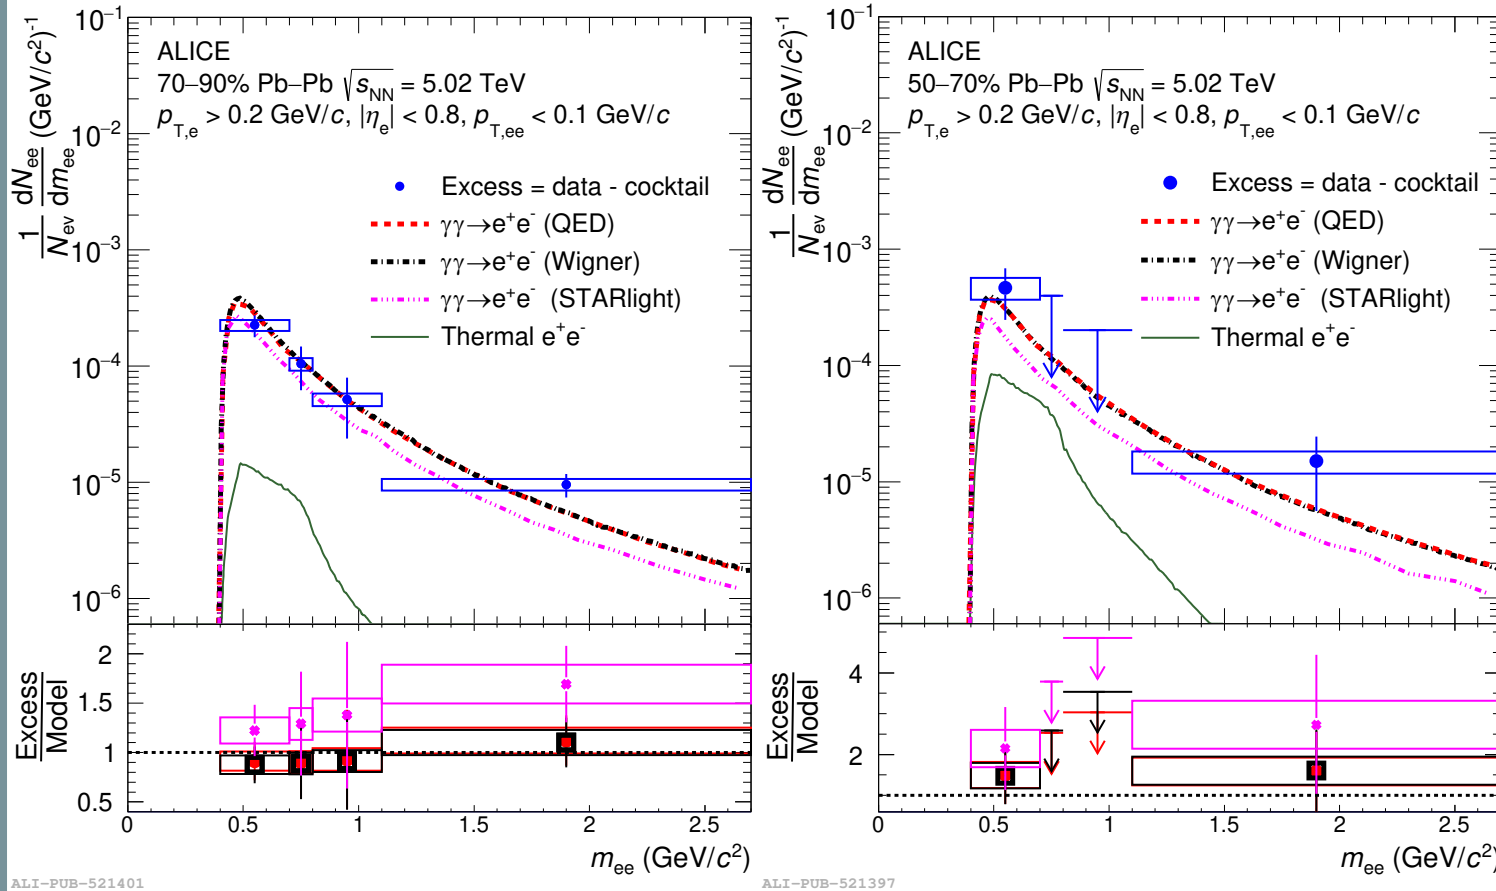 ALICE
70–90% Pb–Pb √sNN = 5.02 TeV
pT,e > 0.2 GeV/c, |ηe| < 0.8, pT,ee < 0.1 GeV/c
1/Nev dNee/dmee (GeV/c²)⁻¹
Excess = data - cocktail
γγ→e⁺e⁻ (QED)
γγ→e⁺e⁻ (Wigner)
γγ→e⁺e⁻ (STARlight)
Thermal e⁺e⁻
10⁻¹
10⁻²
10⁻³
10⁻⁴
10⁻⁵
10⁻⁶
Excess/Model
2
1.5
1
0.5
0 0.5 1 1.5 2 2.5
mee (GeV/c²)
ALI-PUB-521401
ALICE
50–70% Pb–Pb √sNN = 5.02 TeV
pT,e > 0.2 GeV/c, |ηe| < 0.8, pT,ee < 0.1 GeV/c
1/Nev dNee/dmee (GeV/c²)⁻¹
Excess = data - cocktail
γγ→e⁺e⁻ (QED)
γγ→e⁺e⁻ (Wigner)
γγ→e⁺e⁻ (STARlight)
Thermal e⁺e⁻
10⁻¹
10⁻²
10⁻³
10⁻⁴
10⁻⁵
10⁻⁶
Excess/Model
4
2
0 0.5 1 1.5 2 2.5
mee (GeV/c²)
ALI-PUB-521397